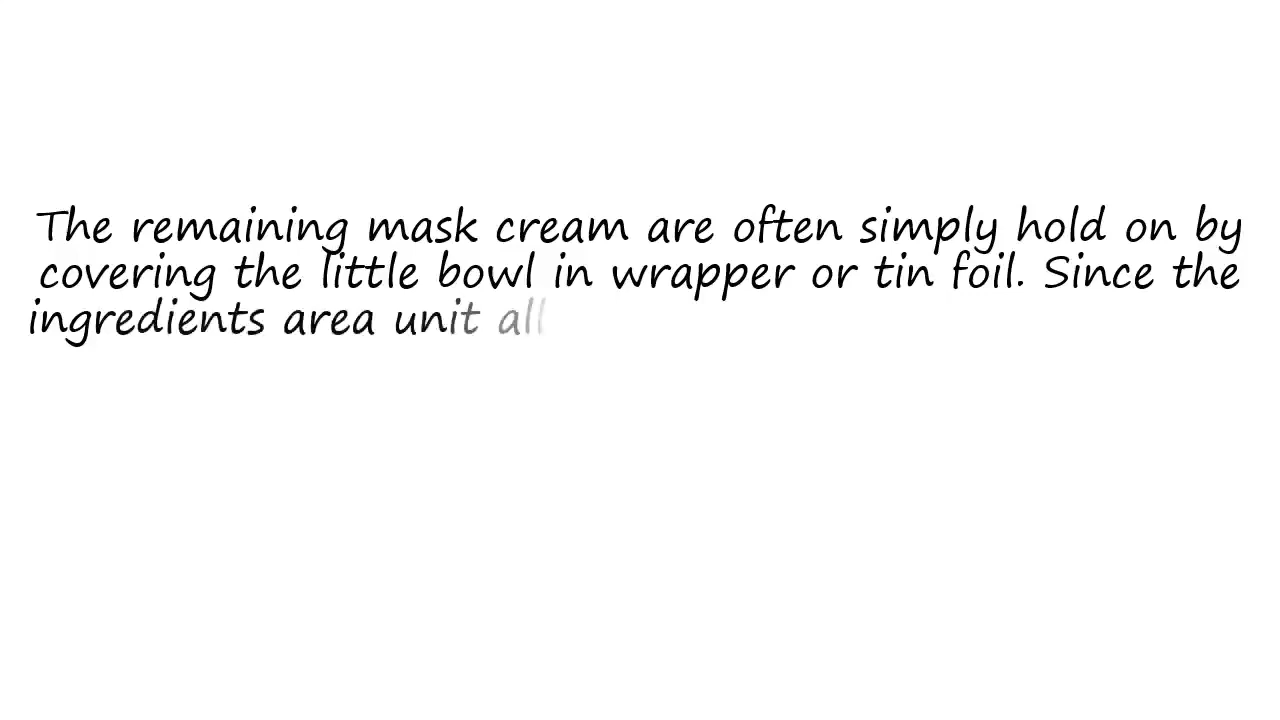 The remaining mask cream are often simply hold on by
covering the little bowl in wrapper or tin foil. Since the
ingredients area unit all